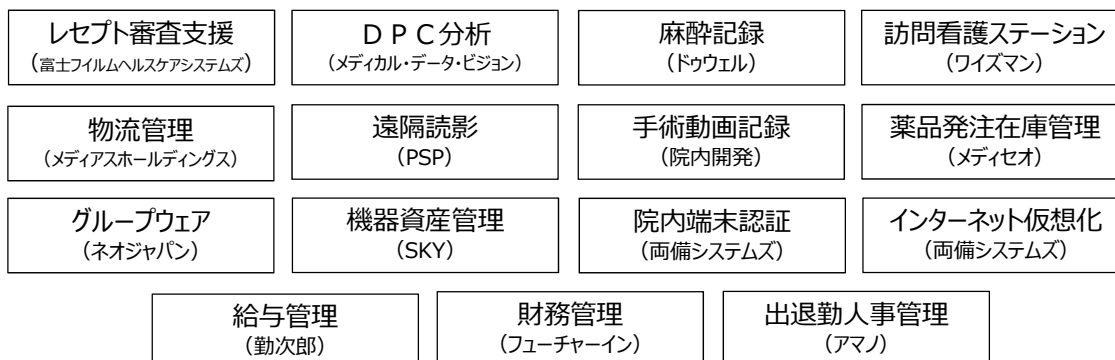 レセプト審査支援
（富士フイルムヘルスケアシステムズ）
ＤＰＣ分析
（メディカル・データ・ビジョン）
麻酔記録
（ドゥウェル）
訪問看護ステーション
（ワイズマン）
物流管理
（メディアスホールディングス）
遠隔読影
（PSP）
手術動画記録
（院内開発）
薬品発注在庫管理
（メディセオ）
グループウェア
（ネオジャパン）
機器資産管理
（SKY）
院内端末認証
（両備システムズ）
インターネット仮想化
（両備システムズ）
給与管理
（勤次郎）
財務管理
（フューチャーイン）
出退勤人事管理
（アマノ）